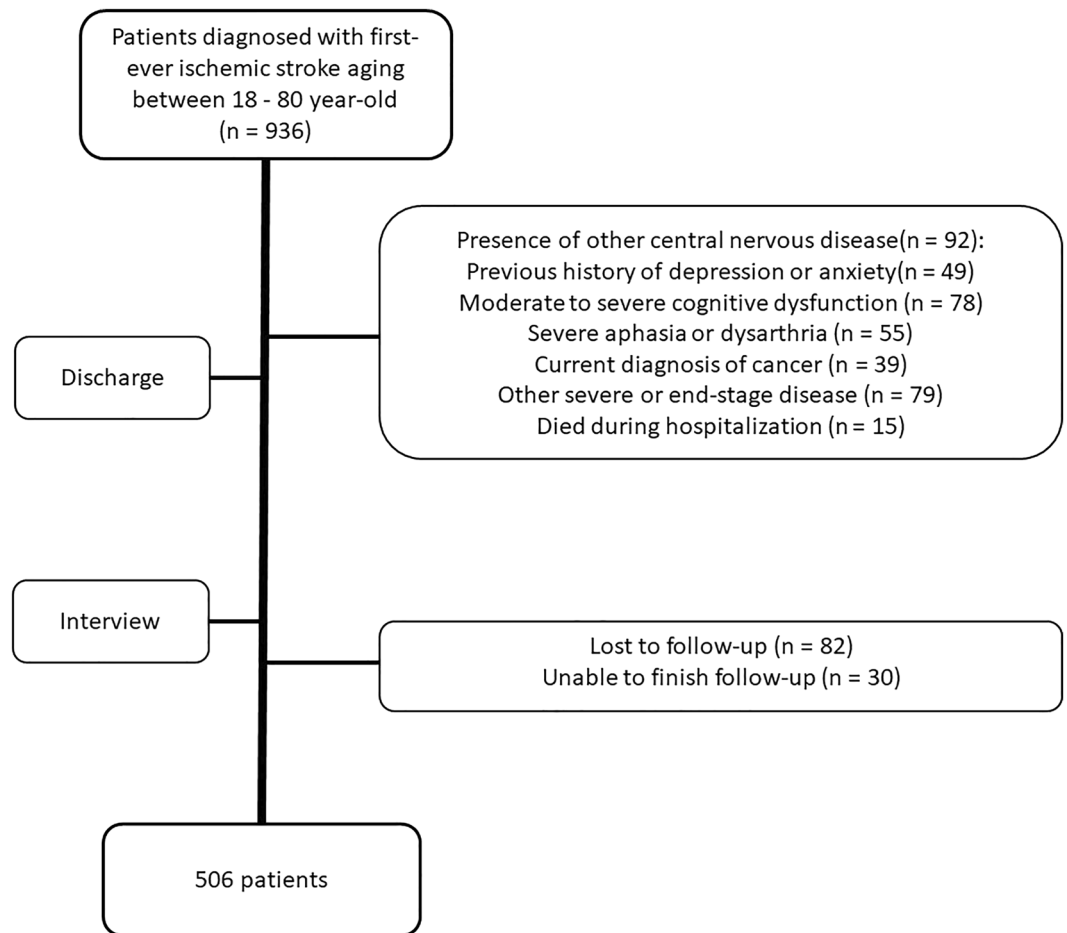 Patients diagnosed with first-
ever ischemic stroke aging
between 18 - 80 year-old
(n = 936)
Presence of other central nervous disease(n = 92):
Previous history of depression or anxiety(n = 49)
Moderate to severe cognitive dysfunction (n = 78)
Severe aphasia or dysarthria (n = 55)
Current diagnosis of cancer (n = 39)
Other severe or end-stage disease (n = 79)
Died during hospitalization (n = 15)
Discharge
Interview
Lost to follow-up (n = 82)
Unable to finish follow-up (n = 30)
506 patients